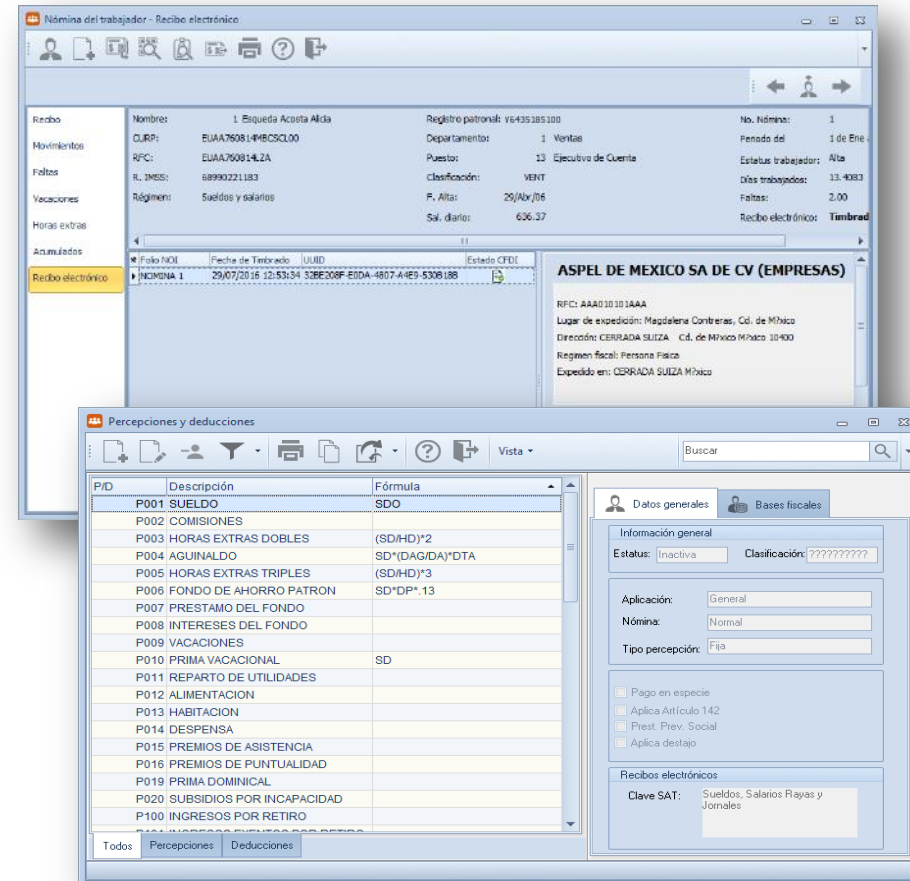 Nómina del trabajador - Recibo electrónico
Recibo
Movimientos
Faltas
Vacaciones
Horas extras
Acumulados
Recibo electrónico
Nombre: 1 Esqueda Acosta Alicia Registro patronal: Y6435185100 No. Nómina: 1
CURP: EUAA760814MBCSCL00 Departamento: 1 Ventas Periodo del 1 de Ene
RFC: EUAA760814LZA Puesto: 13 Ejecutivo de Cuenta Estatus trabajador: Alta
R. IMSS: 68990221183 Clasificación: VENT Días trabajados: 13.4083
Régimen: Sueldos y salarios F. Alta: 29/Abr/06 Faltas: 2.00
Sal. diario: 636.37 Recibo electrónico: Timbrad
Folio NOI Fecha de Timbrado UUID Estado CFDI
NOMINA 1 29/07/2016 12:53:34 32BE208F-E0DA-4807-A4E9-5308188
ASPEL DE MEXICO SA DE CV (EMPRESAS)
RFC: AAA010101AAA
Lugar de expedición: Magdalena Contreras, Cd. de M?xico
Dirección: CERRADA SUIZA Cd. de M?xico M?xico 10400
Regimen fiscal: Persona Fisica
Expedido en: CERRADA SUIZA M?xico
Percepciones y deducciones
Vista
Buscar
P/D Descripción Fórmula
P001 SUELDO SDO
P002 COMISIONES
P003 HORAS EXTRAS DOBLES (SD/HD)*2
P004 AGUINALDO SD*(DAG/DA)*DTA
P005 HORAS EXTRAS TRIPLES (SD/HD)*3
P006 FONDO DE AHORRO PATRON SD*DP*.13
P007 PRESTAMO DEL FONDO
P008 INTERESES DEL FONDO
P009 VACACIONES
P010 PRIMA VACACIONAL SD
P011 REPARTO DE UTILIDADES
P012 ALIMENTACION
P013 HABITACION
P014 DESPENSA
P015 PREMIOS DE ASISTENCIA
P016 PREMIOS DE PUNTUALIDAD
P019 PRIMA DOMINICAL
P020 SUBSIDIOS POR INCAPACIDAD
P100 INGRESOS POR RETIRO
Todos Percepciones Deducciones
Datos generales Bases fiscales
Información general
Estatus: Inactiva Clasificación: ??????????
Aplicación: General
Nómina: Normal
Tipo percepción: Fija
Pago en especie
Aplica Artículo 142
Prest. Prev. Social
Aplica destajo
Recibos electrónicos
Clave SAT: Sueldos, Salarios Rayas y
Jornales